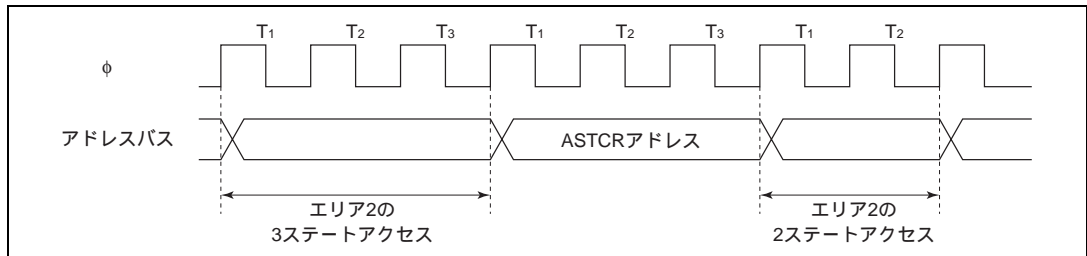 T1 T2 T3 T1 T2 T3 T1 T2
φ
アドレスバス ASTCRアドレス
エリア2の エリア2の
3ステートアクセス 2ステートアクセス